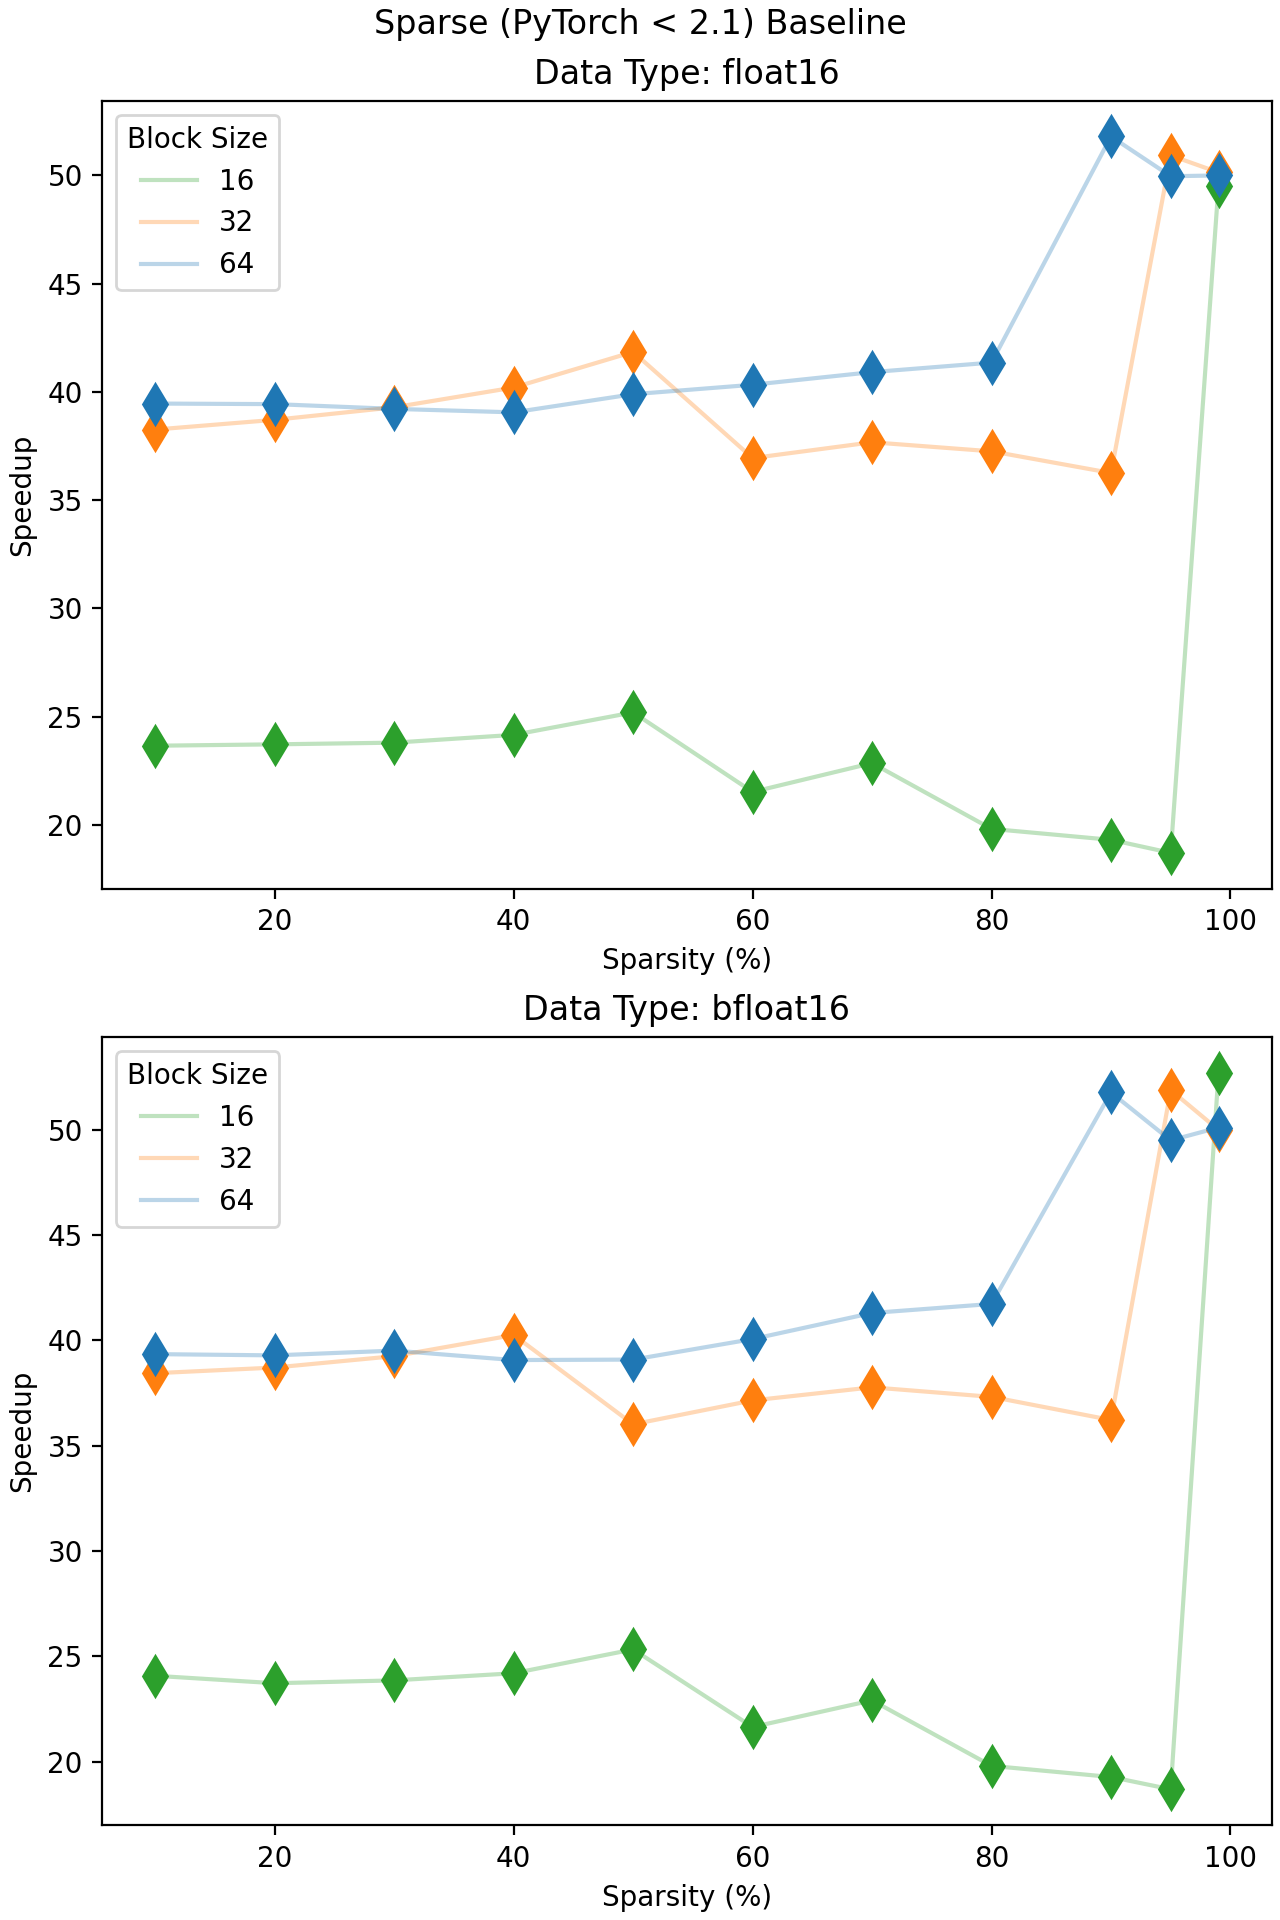 Sparse (PyTorch < 2.1) Baseline
Data Type: float16
Block Size
16
32
64
50
45
40
35
30
25
20
Speedup
20 40 60 80 100
Sparsity (%)
Data Type: bfloat16
Block Size
16
32
64
50
45
40
35
30
25
20
Speedup
20 40 60 80 100
Sparsity (%)